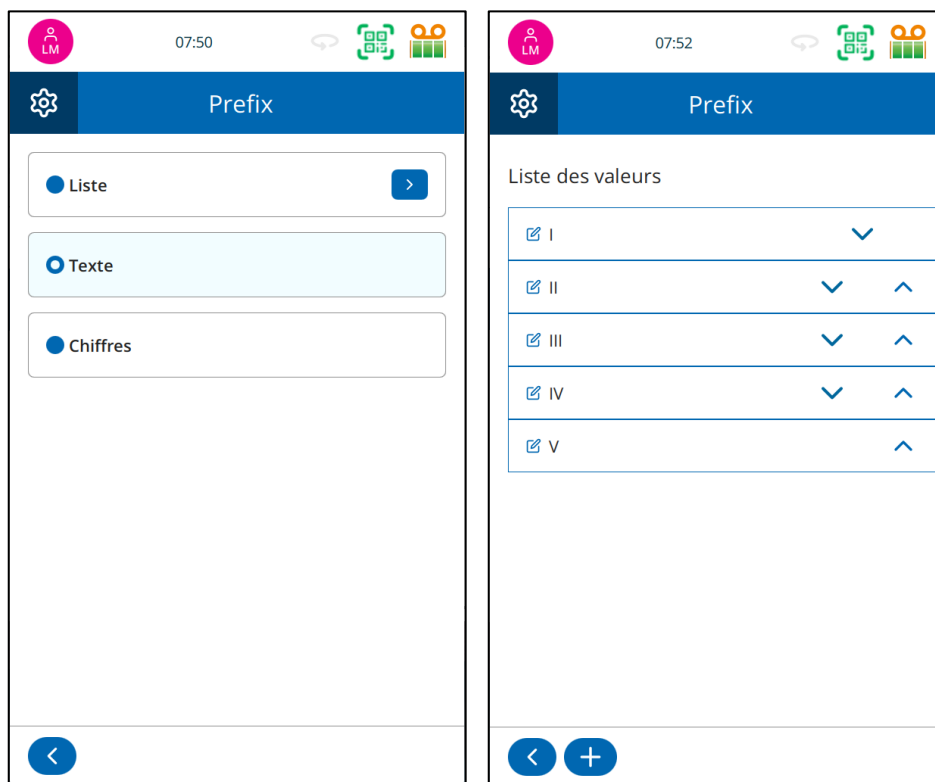 LM
07:50
Prefix
Liste
Texte
Chiffres
LM
07:52
Prefix
Liste des valeurs
I
II
III
IV
V